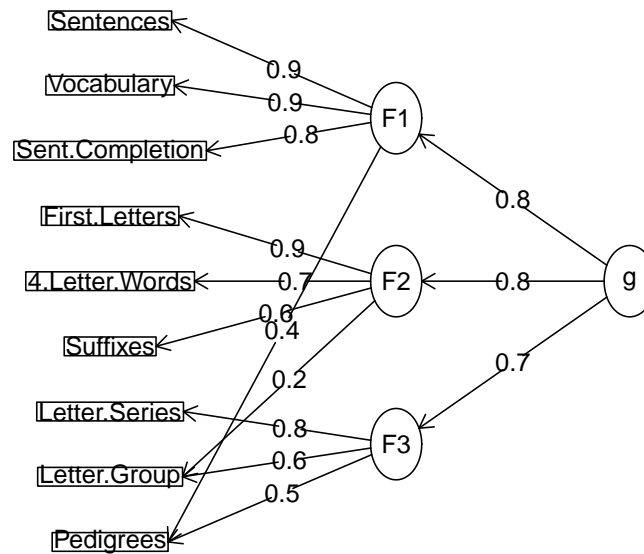 Sentences
0.9
Vocabulary
0.9
F1
Sent.Completion
0.8
0.8
First.Letters
0.9
4.Letter.Words
0.7
F2
0.8
g
0.6
Suffixes
0.4
0.2
0.7
Letter.Series
0.8
F3
Letter.Group
0.6
0.5
Pedigrees